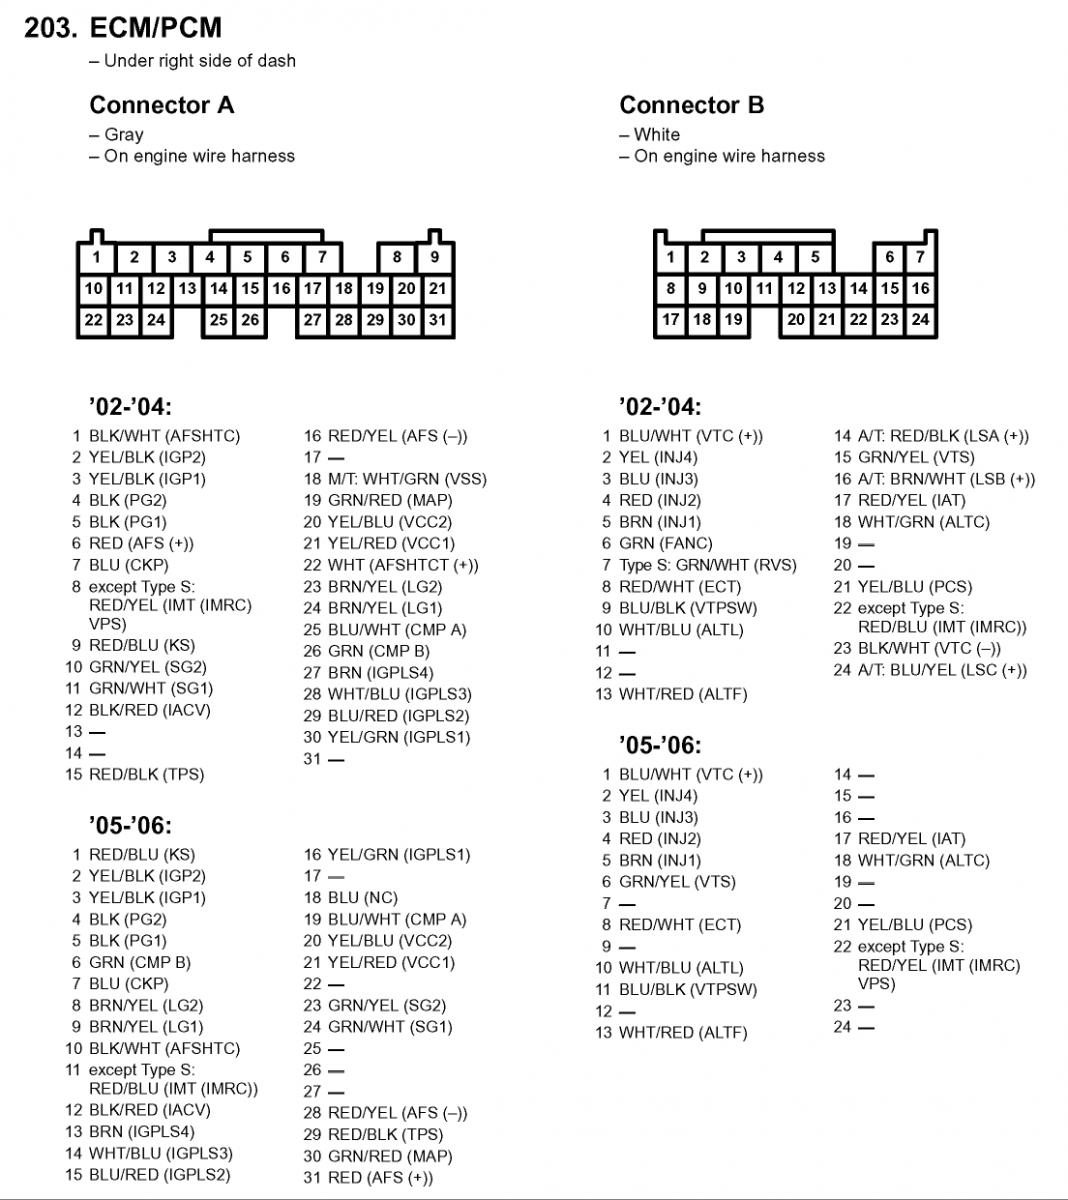 203. ECM/PCM
– Under right side of dash
Connector A
– Gray
– On engine wire harness
1 2 3 4 5 6 7 8 9
10 11 12 13 14 15 16 17 18 19 20 21
22 23 24 25 26 27 28 29 30 31
’02-’04:
1 BLK/WHT (AFSHTC)
2 YEL/BLK (IGP2)
3 YEL/BLK (IGP1)
4 BLK (PG2)
5 BLK (PG1)
6 RED (AFS (+))
7 BLU (CKP)
8 except Type S:
RED/YEL (IMT (IMRC)
VPS)
9 RED/BLU (KS)
10 GRN/YEL (SG2)
11 GRN/WHT (SG1)
12 BLK/RED (IACV)
13 —
14 —
15 RED/BLK (TPS)
16 RED/YEL (AFS (–))
17 —
18 M/T: WHT/GRN (VSS)
19 GRN/RED (MAP)
20 YEL/BLU (VCC2)
21 YEL/RED (VCC1)
22 WHT (AFSHTCT (+))
23 BRN/YEL (LG2)
24 BRN/YEL (LG1)
25 BLU/WHT (CMP A)
26 GRN (CMP B)
27 BRN (IGPLS4)
28 WHT/BLU (IGPLS3)
29 BLU/RED (IGPLS2)
30 YEL/GRN (IGPLS1)
31 —
’05-’06:
1 RED/BLU (KS)
2 YEL/BLK (IGP2)
3 YEL/BLK (IGP1)
4 BLK (PG2)
5 BLK (PG1)
6 GRN (CMP B)
7 BLU (CKP)
8 BRN/YEL (LG2)
9 BRN/YEL (LG1)
10 BLK/WHT (AFSHTC)
11 except Type S:
RED/BLU (IMT (IMRC))
12 BLK/RED (IACV)
13 BRN (IGPLS4)
14 WHT/BLU (IGPLS3)
15 BLU/RED (IGPLS2)
16 YEL/GRN (IGPLS1)
17 —
18 BLU (NC)
19 BLU/WHT (CMP A)
20 YEL/BLU (VCC2)
21 YEL/RED (VCC1)
22 —
23 GRN/YEL (SG2)
24 GRN/WHT (SG1)
25 —
26 —
27 —
28 RED/YEL (AFS (–))
29 RED/BLK (TPS)
30 GRN/RED (MAP)
31 RED (AFS (+))
Connector B
– White
– On engine wire harness
1 2 3 4 5 6 7
8 9 10 11 12 13 14 15 16
17 18 19 20 21 22 23 24
’02-’04:
1 BLU/WHT (VTC (+))
2 YEL (INJ4)
3 BLU (INJ3)
4 RED (INJ2)
5 BRN (INJ1)
6 GRN (FANC)
7 Type S: GRN/WHT (RVS)
8 RED/WHT (ECT)
9 BLU/BLK (VTPSW)
10 WHT/BLU (ALTL)
11 —
12 —
13 WHT/RED (ALTF)
14 A/T: RED/BLK (LSA (+))
15 GRN/YEL (VTS)
16 A/T: BRN/WHT (LSB (+))
17 RED/YEL (IAT)
18 WHT/GRN (ALTC)
19 —
20 —
21 YEL/BLU (PCS)
22 except Type S:
RED/BLU (IMT (IMRC))
23 BLK/WHT (VTC (–))
24 A/T: BLU/YEL (LSC (+))
’05-’06:
1 BLU/WHT (VTC (+))
2 YEL (INJ4)
3 BLU (INJ3)
4 RED (INJ2)
5 BRN (INJ1)
6 GRN/YEL (VTS)
7 —
8 RED/WHT (ECT)
9 —
10 WHT/BLU (ALTL)
11 BLU/BLK (VTPSW)
12 —
13 WHT/RED (ALTF)
14 —
15 —
16 —
17 RED/YEL (IAT)
18 WHT/GRN (ALTC)
19 —
20 —
21 YEL/BLU (PCS)
22 except Type S:
RED/YEL (IMT (IMRC)
VPS)
23 —
24 —